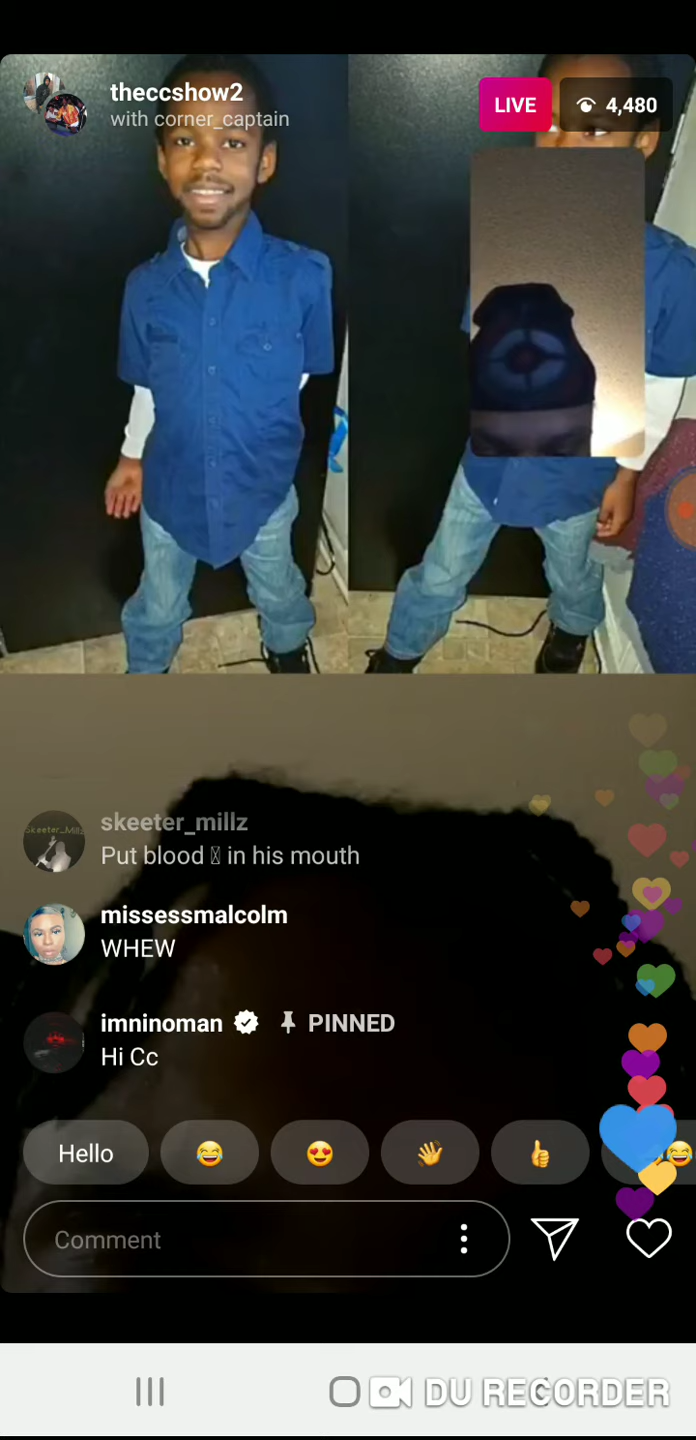 theccshow2
with corner_captain
LIVE
4,480
skeeter_millz
Put blood in his mouth
missessmalcolm
WHEW
imninoman PINNED
Hi Cc
Hello
Comment
DU RECORDER